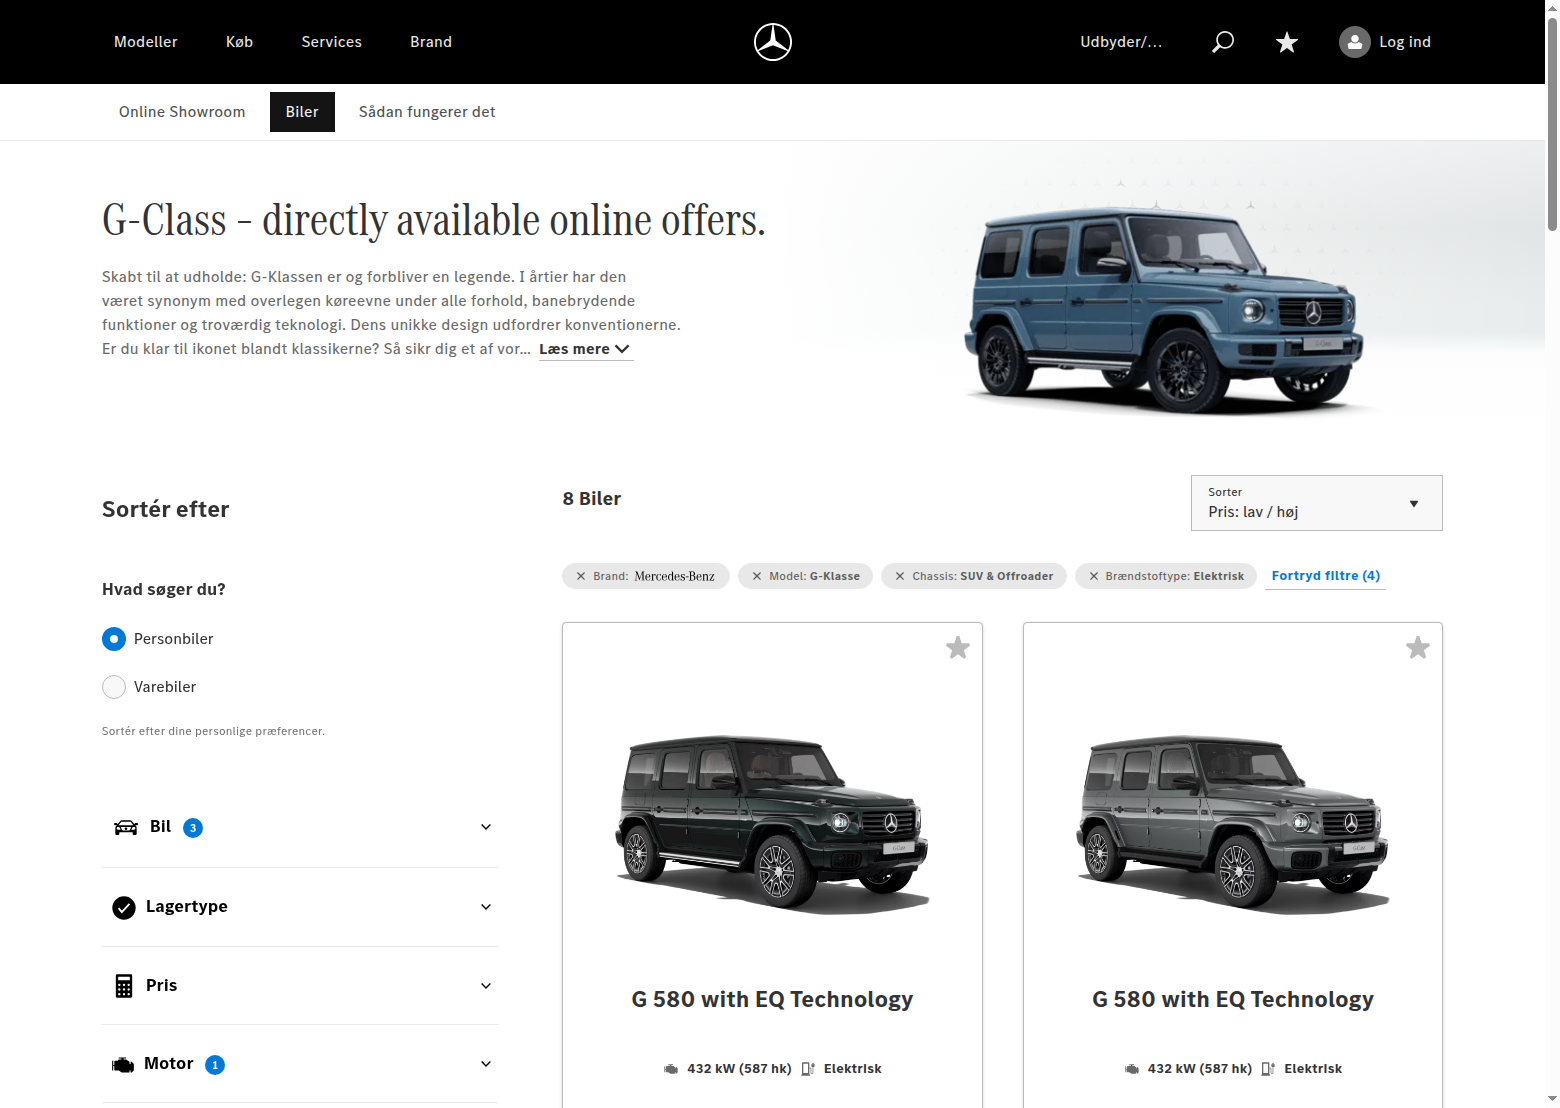 Modeller
Køb
Services
Brand
Udbyder/...
Log ind
Online Showroom
Biler
Sådan fungerer det
G-Class – directly available online offers.
Skabt til at udholde: G-Klassen er og forbliver en legende. I årtier har den
været synonym med overlegen køreevne under alle forhold, banebrydende
funktioner og troværdig teknologi. Dens unikke design udfordrer konventionerne.
Er du klar til ikonet blandt klassikerne? Så sikr dig et af vor... Læs mere
Sortér efter
Hvad søger du?
Personbiler
Varebiler
Sortér efter dine personlige præferencer.
Bil 3
Lagertype
Pris
Motor 1
8 Biler
Sorter
Pris: lav / høj
Brand: Mercedes-Benz
Model: G-Klasse
Chassis: SUV & Offroader
Brændstoftype: Elektrisk
Fortryd filtre (4)
G 580 with EQ Technology
432 kW (587 hk) Elektrisk
G 580 with EQ Technology
432 kW (587 hk) Elektrisk